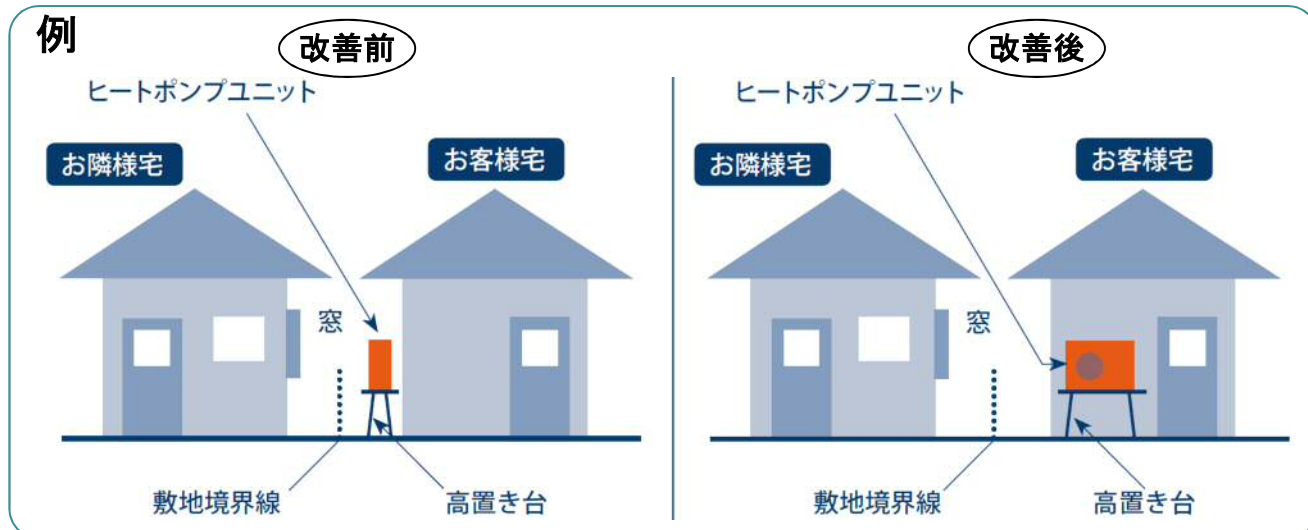 例
改善前
ヒートポンプユニット
お隣様宅
お客様宅
窓
敷地境界線
高置き台
改善後
ヒートポンプユニット
お隣様宅
お客様宅
窓
敷地境界線
高置き台